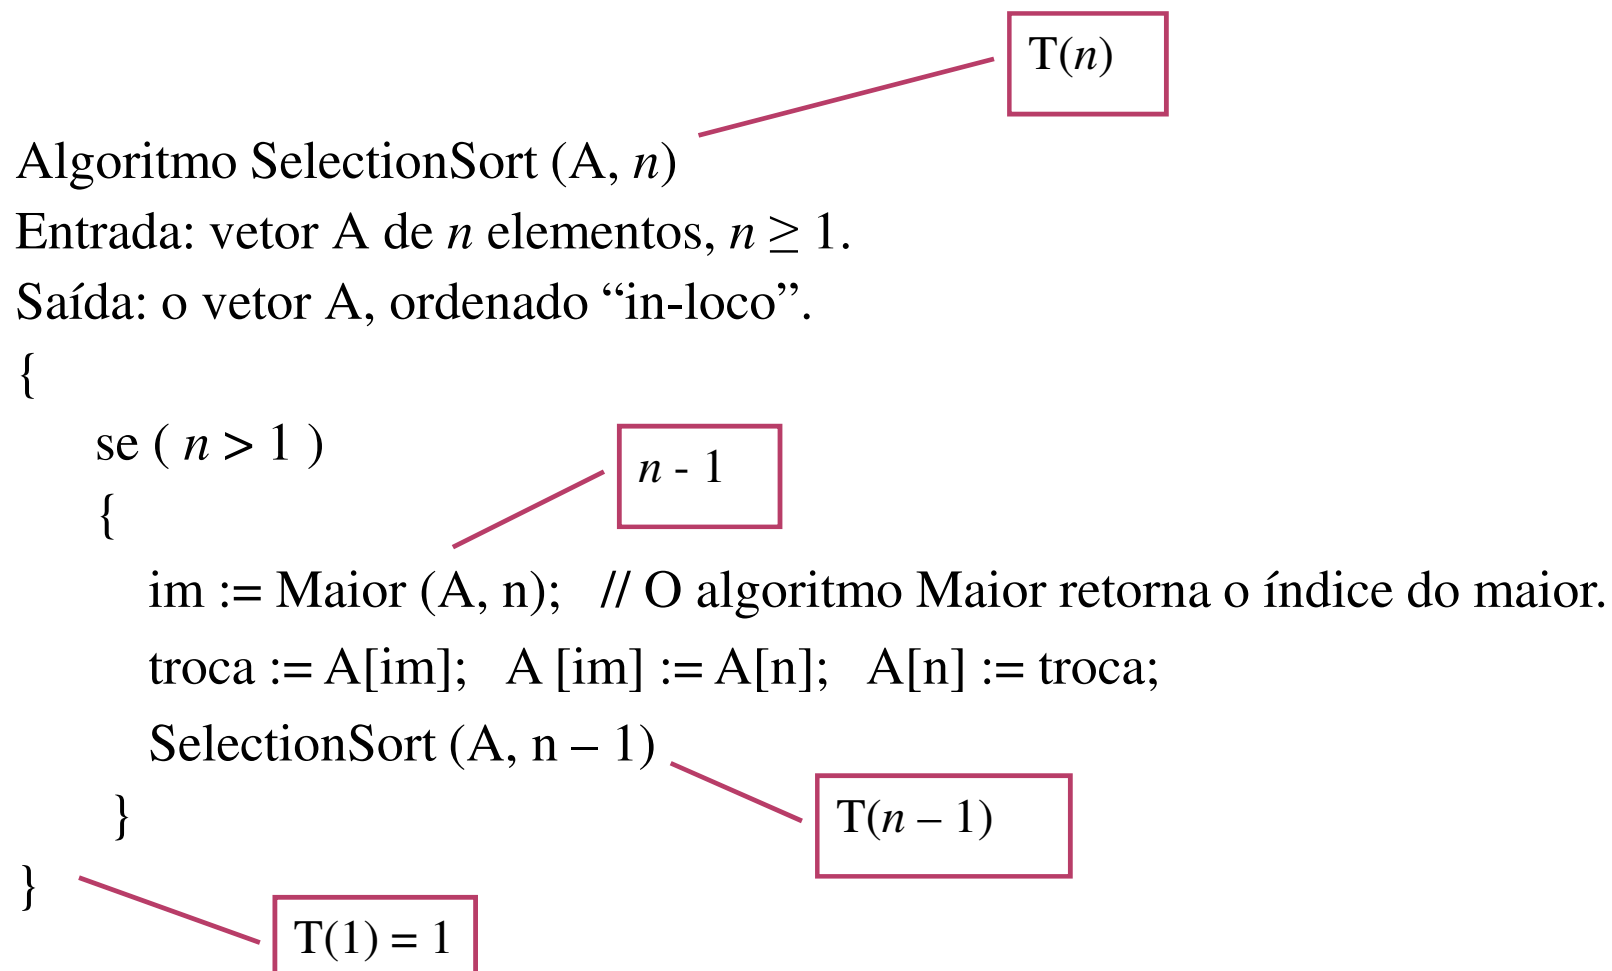 T(n)
Algoritmo SelectionSort (A, n)
Entrada: vetor A de n elementos, n ≥ 1.
Saída: o vetor A, ordenado “in-loco”.
{
se ( n > 1 )
n - 1
{
im := Maior (A, n); // O algoritmo Maior retorna o índice do maior.
troca := A[im]; A [im] := A[n]; A[n] := troca;
SelectionSort (A, n – 1)
}
T(n – 1)
}
T(1) = 1